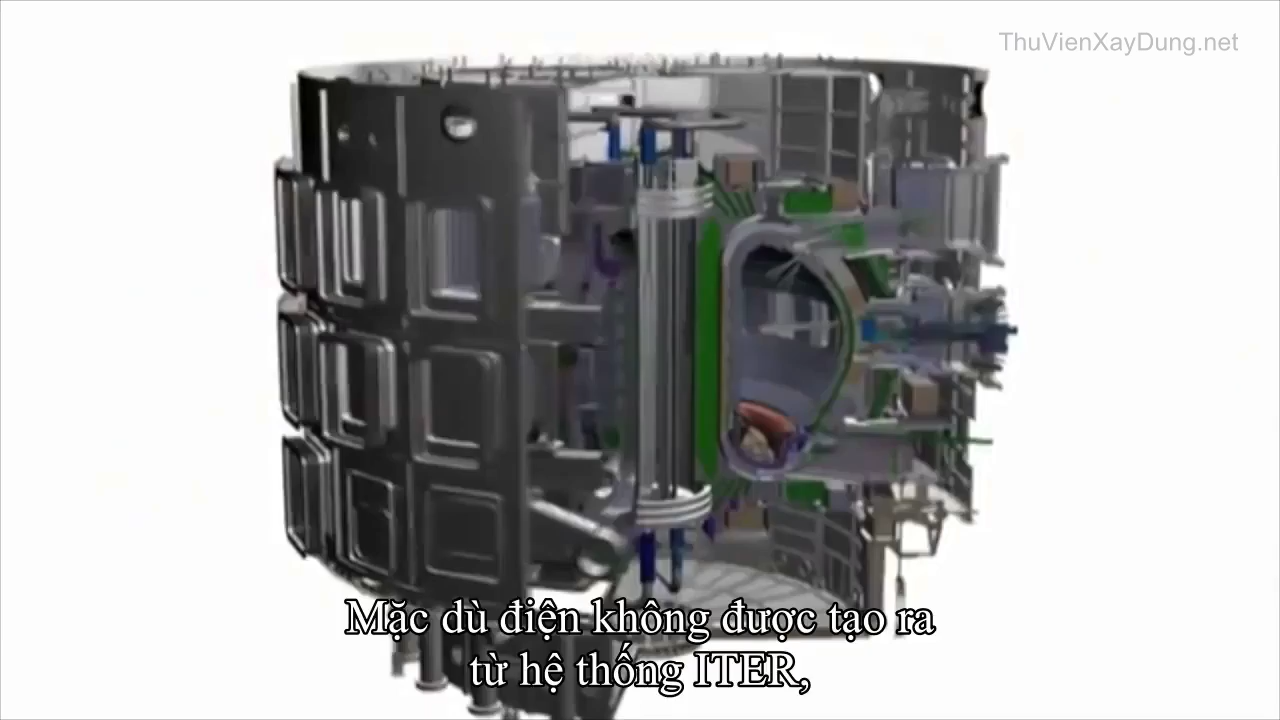 ThuVienXayDung.net
Mặc dù điện không được tạo ra
từ hệ thống ITER,